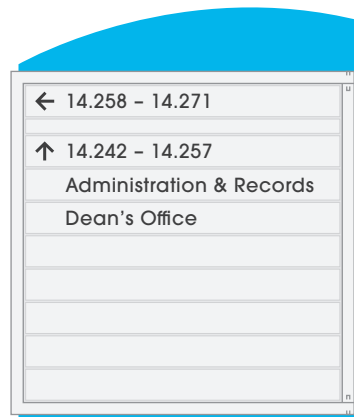 ← 14.258 – 14.271
↑ 14.242 – 14.257
Administration & Records
Dean’s Office